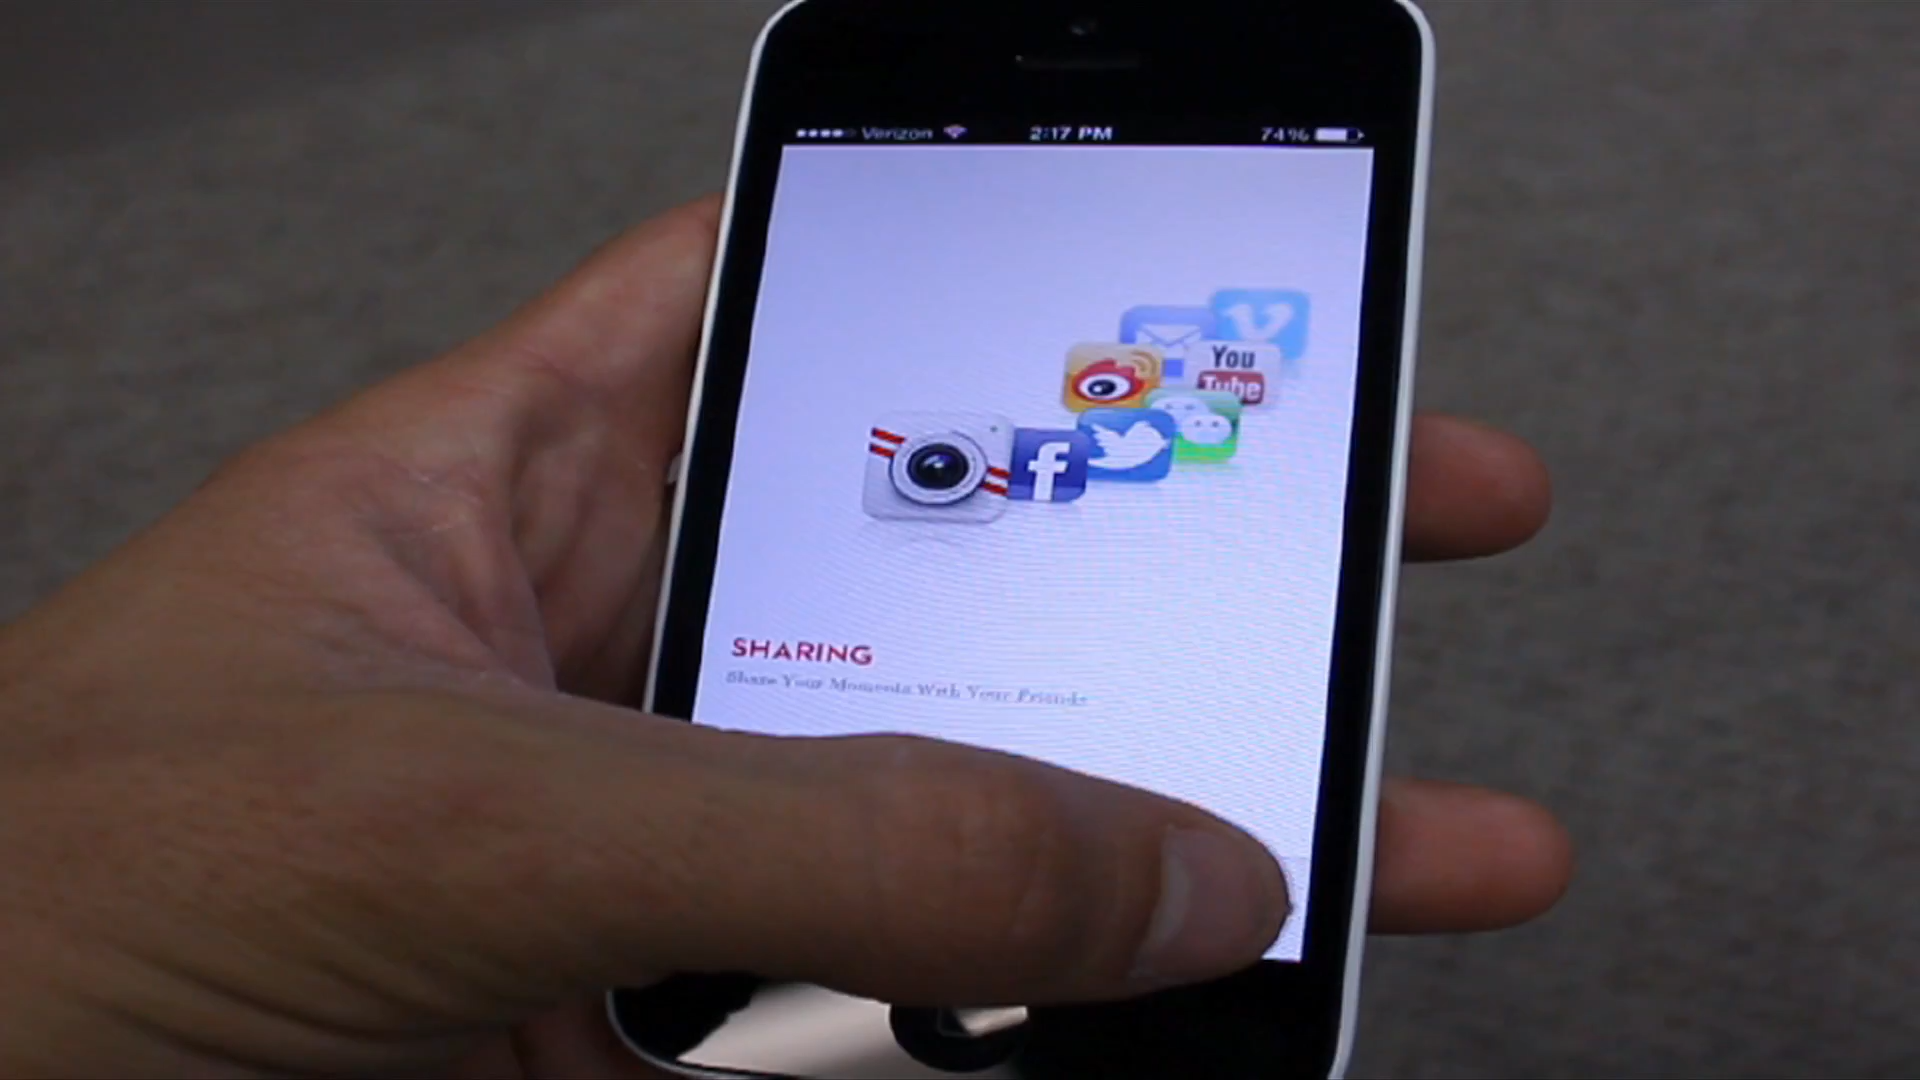 Verizon 2:17 PM 74%
You
Tube
f
SHARING
Share Your Moments With Your Friends